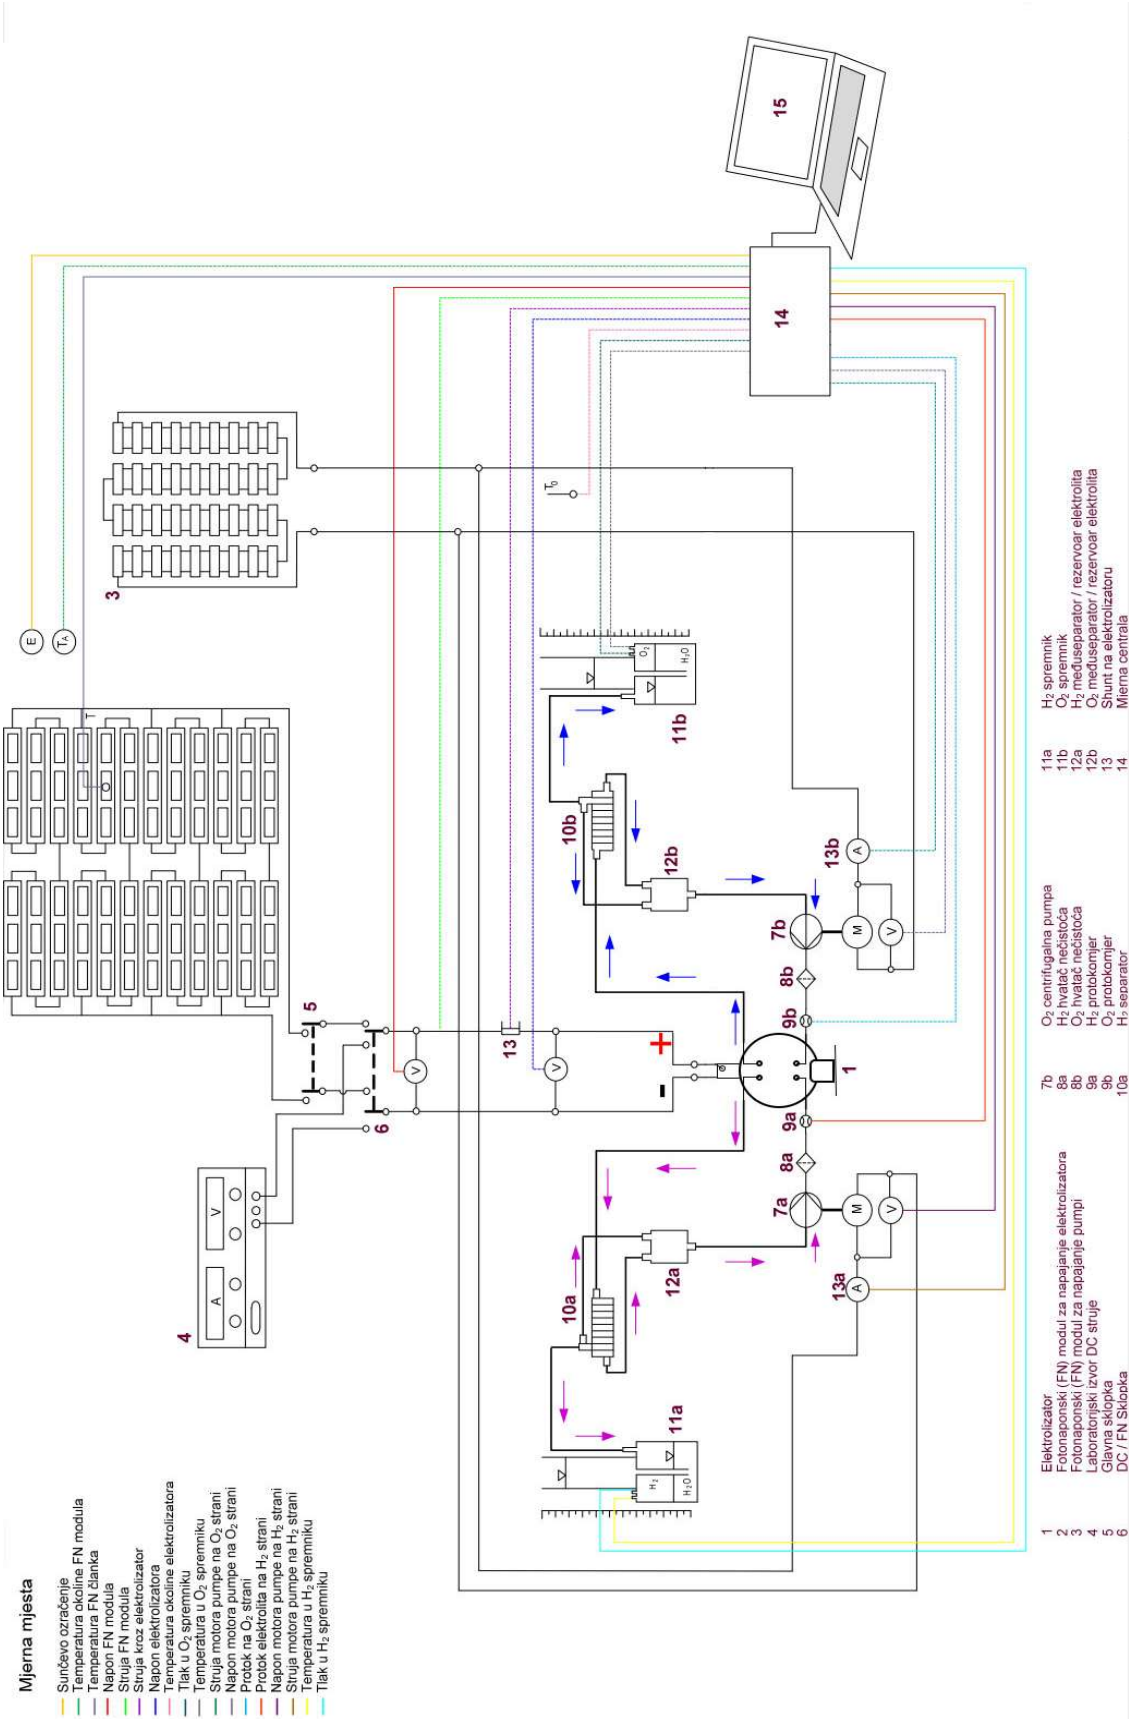 Mjerna mjesta
Sunčevo ozračenje
Temperatura okoline FN modula
Temperatura FN članka
Napon FN modula
Struja FN modula
Struja kroz elektrolizator
Napon elektrolizatora
Temperatura okoline elektrolizatora
Tlak u O₂ spremniku
Temperatura u O₂ spremniku
Struja motora pumpe na O₂ strani
Napon motora pumpe na O₂ strani
Protok na O₂ strani
Protok elektrolita na H₂ strani
Napon motora pumpe na H₂ strani
Struja motora pumpe na H₂ strani
Temperatura u H₂ spremniku
Tlak u H₂ spremniku
4
A
V
5
6
T
E
T_A
3
V
13
V
+
-
T₀
14
15
11a
H₂
H₂O
10a
12a
7a
8a
9a
1
9b
8b
7b
12b
10b
11b
O₂
H₂O
13a
A
M
V
13b
A
M
V
1 Elektrolizator
2 Fotonaponski (FN) modul za napajanje elektrolizatora
3 Fotonaponski (FN) modul za napajanje pumpi
4 Laboratorijski izvor DC struje
5 Glavna sklopka
6 DC / FN Sklopka
7b O₂ centrifugalna pumpa
8a H₂ hvatač nečistoća
8b O₂ hvatač nečistoća
9a H₂ protokomjer
9b O₂ protokomjer
10a H₂ separator
11a H₂ spremnik
11b O₂ spremnik
12a H₂ međuseparator / rezervoar elektrolita
12b O₂ međuseparator / rezervoar elektrolita
13 Shunt na elektrolizatoru
14 Mjerna centrala